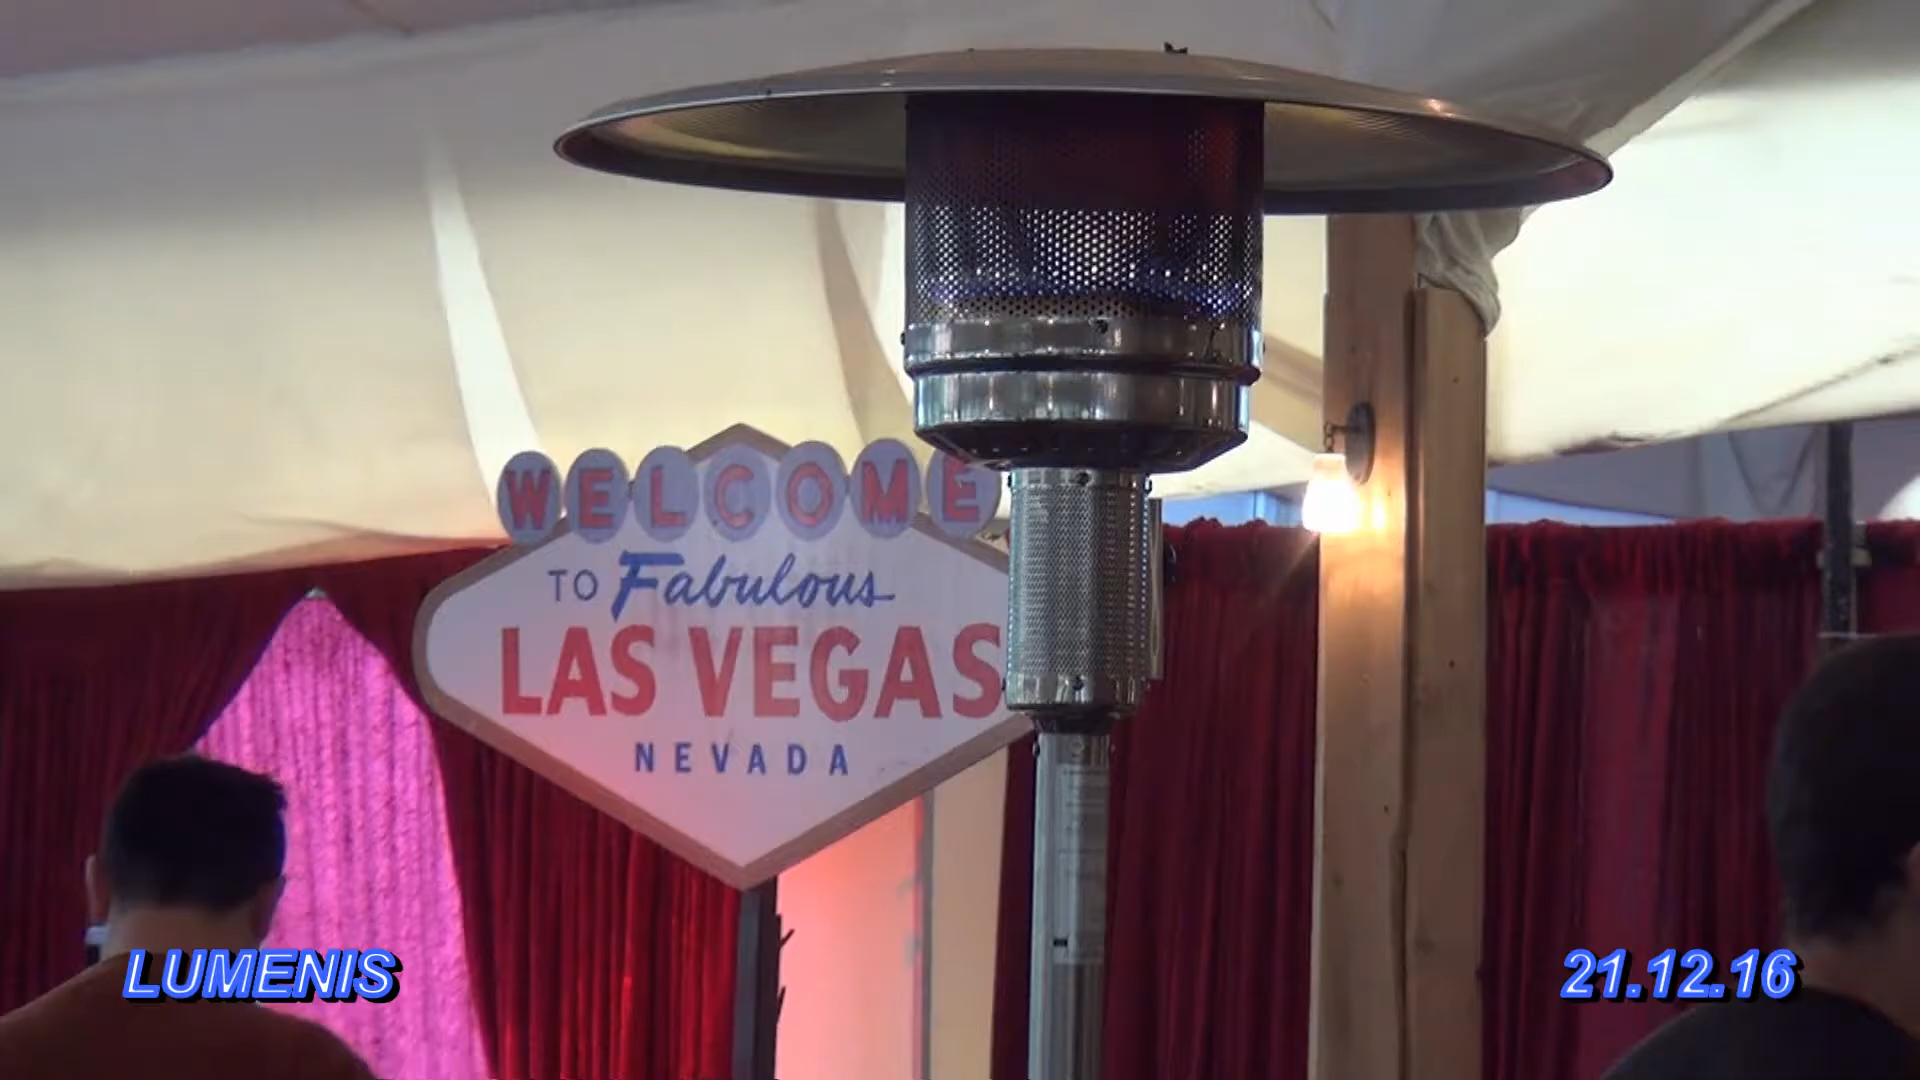 WELCOME
TO Fabulous
LAS VEGAS
NEVADA
LUMENIS
21.12.16